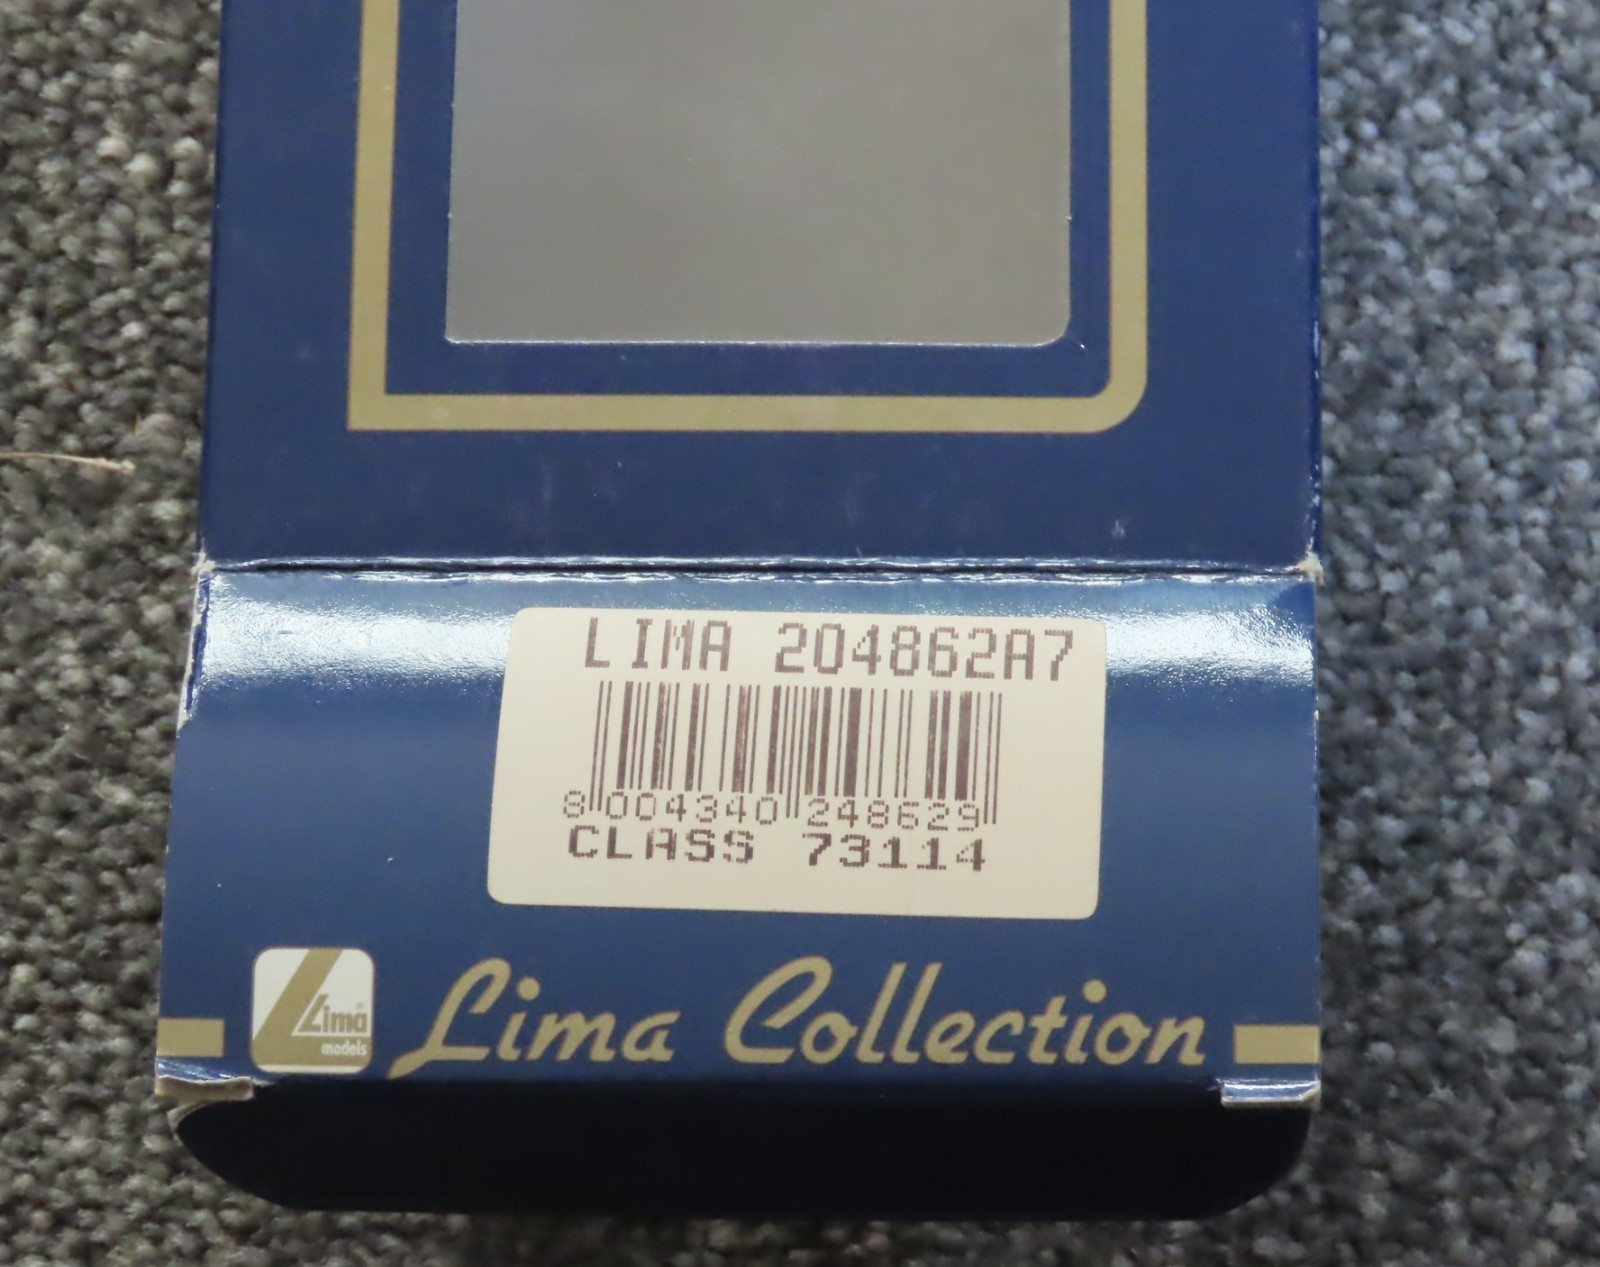 LIMA 204862A7
8 004340 248629
CLASS 73114
Lima®
models
Lima Collection